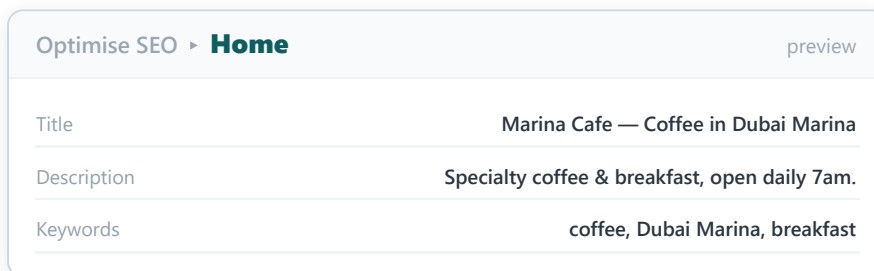 Optimise SEO ▸ Home preview
Title Marina Cafe — Coffee in Dubai Marina
Description Specialty coffee & breakfast, open daily 7am.
Keywords coffee, Dubai Marina, breakfast